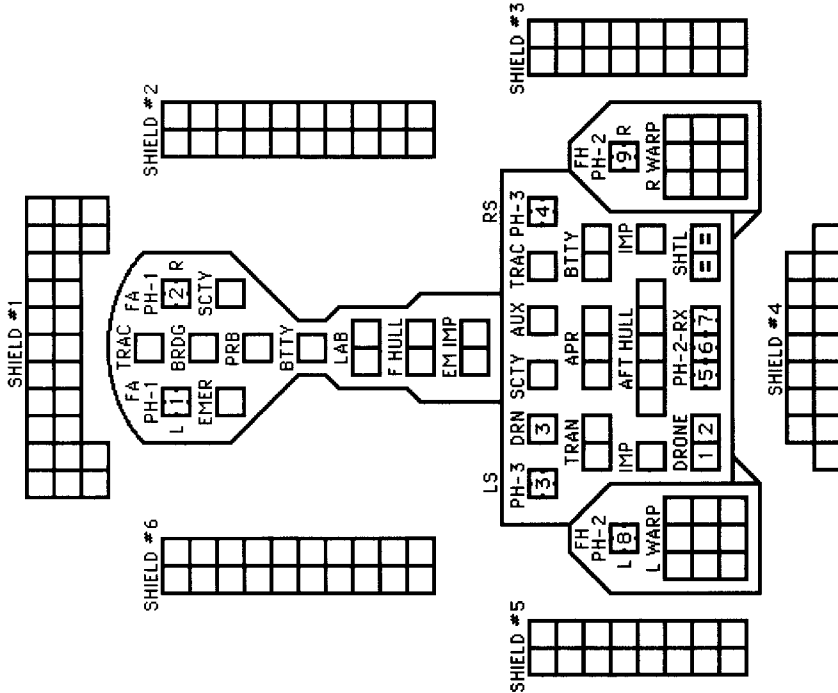 SHIELD #1
SHIELD #6
SHIELD #2
TRAC
FA
FA
PH-1
PH-1
L 1
BRDG
2 R
EMER
PRB
SCTY
BTTY
LAB
F HULL
EM IMP
LS
RS
SHIELD #5
SHIELD #3
PH-3 DRN SCTY AUX TRAC PH-3
3 3 4
TRAN APR BTTY
FH
FH
PH-2
PH-2
L 8
9 R
IMP AFT HULL IMP
L WARP
R WARP
DRONE PH-2-RX SHTL
1 2 5 6 7 = =
SHIELD #4